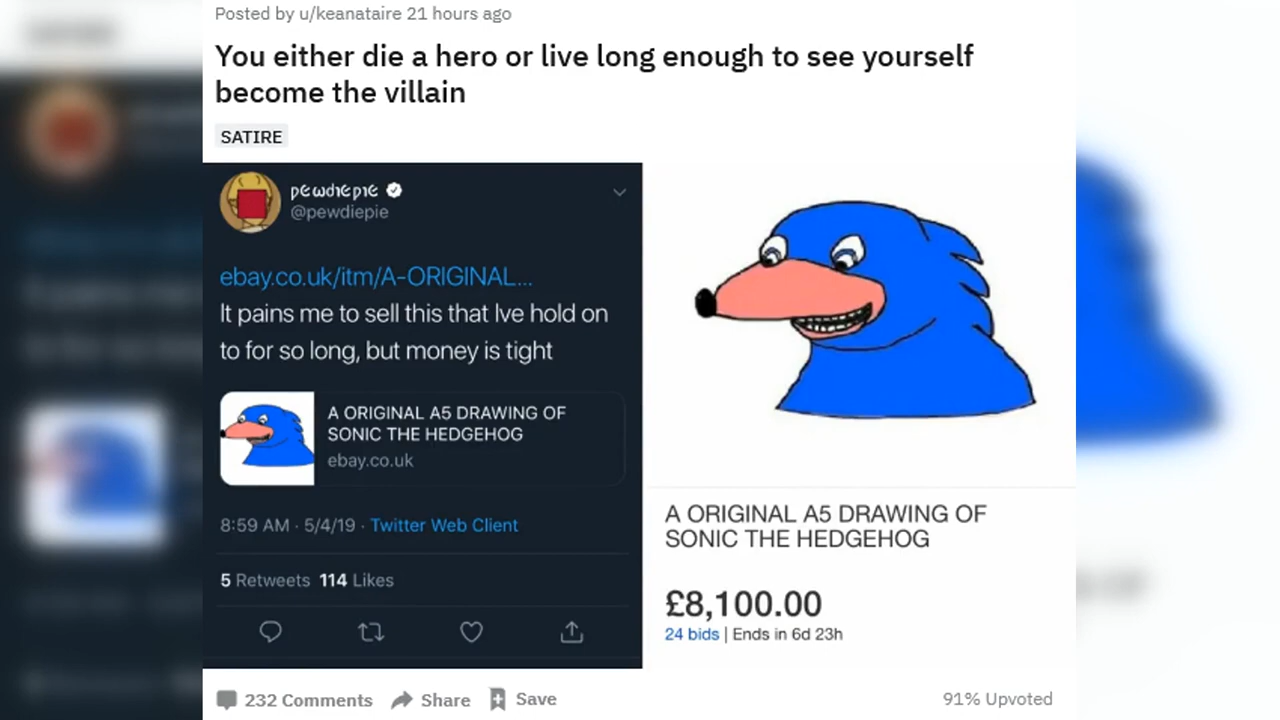 Posted by u/keanataire 21 hours ago
You either die a hero or live long enough to see yourself
become the villain
SATIRE
pewdiepie
@pewdiepie
ebay.co.uk/itm/A-ORIGINAL...
It pains me to sell this that Ive hold on
to for so long, but money is tight
A ORIGINAL A5 DRAWING OF
SONIC THE HEDGEHOG
ebay.co.uk
8:59 AM · 5/4/19 · Twitter Web Client
5 Retweets 114 Likes
A ORIGINAL A5 DRAWING OF
SONIC THE HEDGEHOG
£8,100.00
24 bids | Ends in 6d 23h
232 Comments Share Save 91% Upvoted